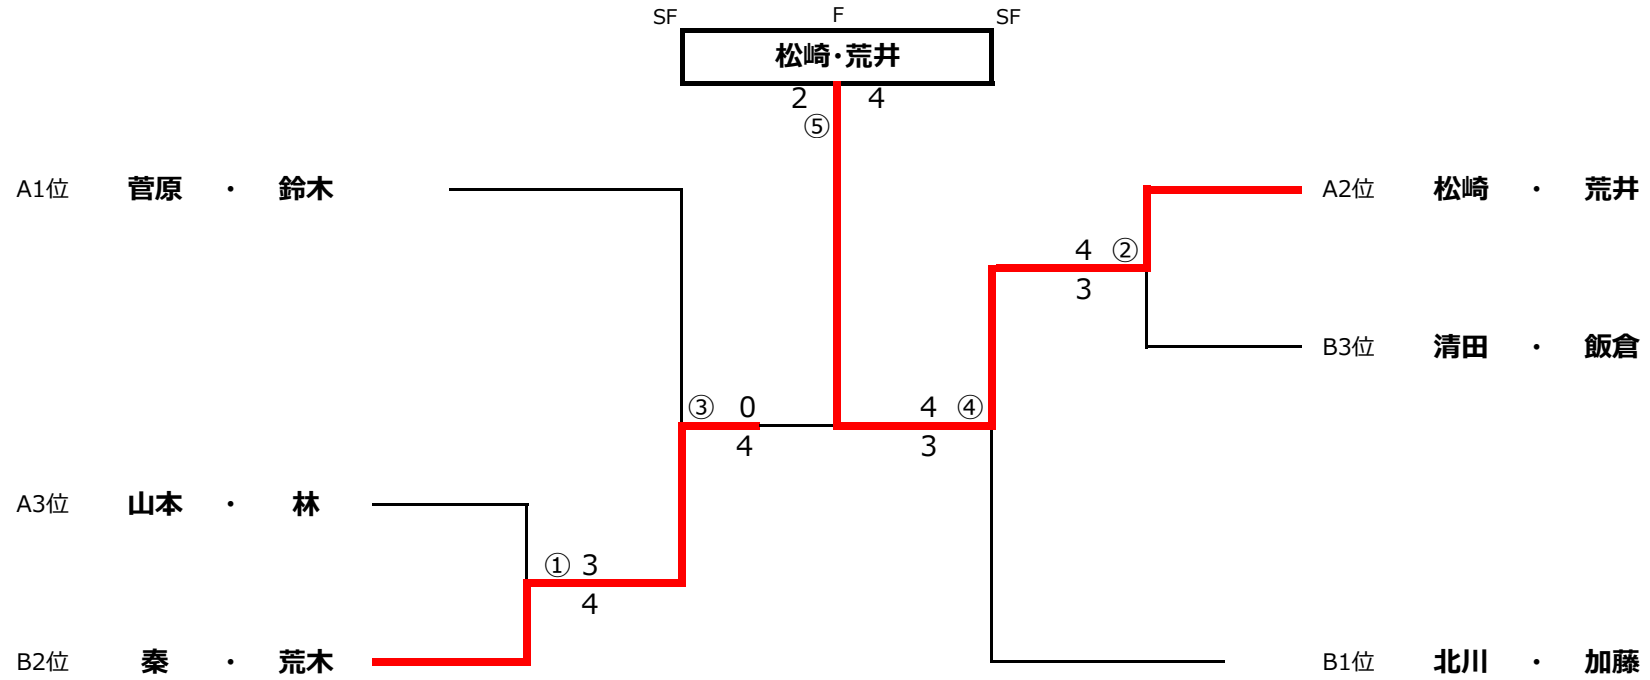 SF F SF
松崎・荒井
2 4
⑤
A1位 菅原 ・ 鈴木
A2位 松崎 ・ 荒井
4 ②
3
B3位 清田 ・ 飯倉
③ 0
4
4 ④
3
A3位 山本 ・ 林
① 3
4
B2位 秦 ・ 荒木
B1位 北川 ・ 加藤